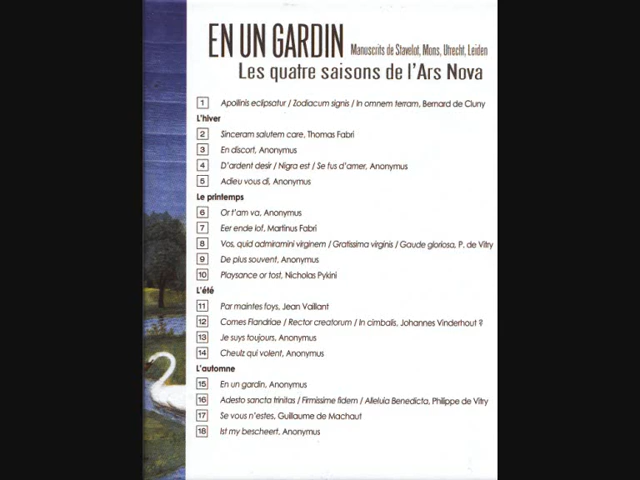 EN UN GARDIN Manuscrits de Stavelot, Mons, Utrecht, Leiden
Les quatre saisons de l'Ars Nova
1 Apollinis eclipsatur / Zodiacum signis / In omnem terram, Bernard de Cluny
L'hiver
2 Sinceram salutem care, Thomas Fabri
3 En discort, Anonymus
4 D'ardent desir / Nigra est / Se fus d'amer, Anonymus
5 Adieu vous di, Anonymus
Le printemps
6 Or t'am va, Anonymus
7 Eer ende lof, Martinus Fabri
8 Vos, quid admiramini virginem / Gratissima virginis / Gaude gloriosa, P. de Vitry
9 De plus souvent, Anonymus
10 Playsance or tost, Nicholas Pykini
L'été
11 Par maintes foys, Jean Vaillant
12 Comes Flandriae / Rector creatorum / In cimbalis, Johannes Vinderhout ?
13 Je suys toujours, Anonymus
14 Cheulz qui volent, Anonymus
L'automne
15 En un gardin, Anonymus
16 Adesto sancta trinitas / Firmissime fidem / Alleluia Benedicta, Philippe de Vitry
17 Se vous n'estes, Guillaume de Machaut
18 Ist my bescheert, Anonymus